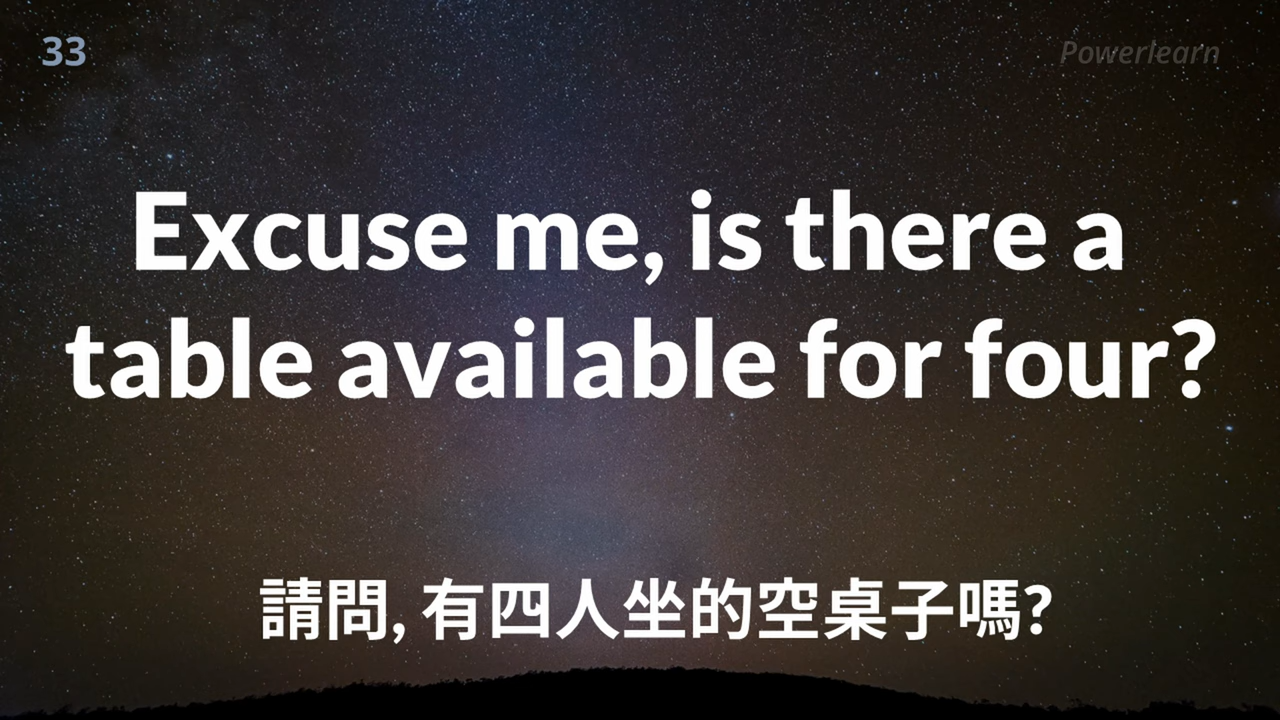 33
Powerlearn
Excuse me, is there a
table available for four?
請問, 有四人坐的空桌子嗎?